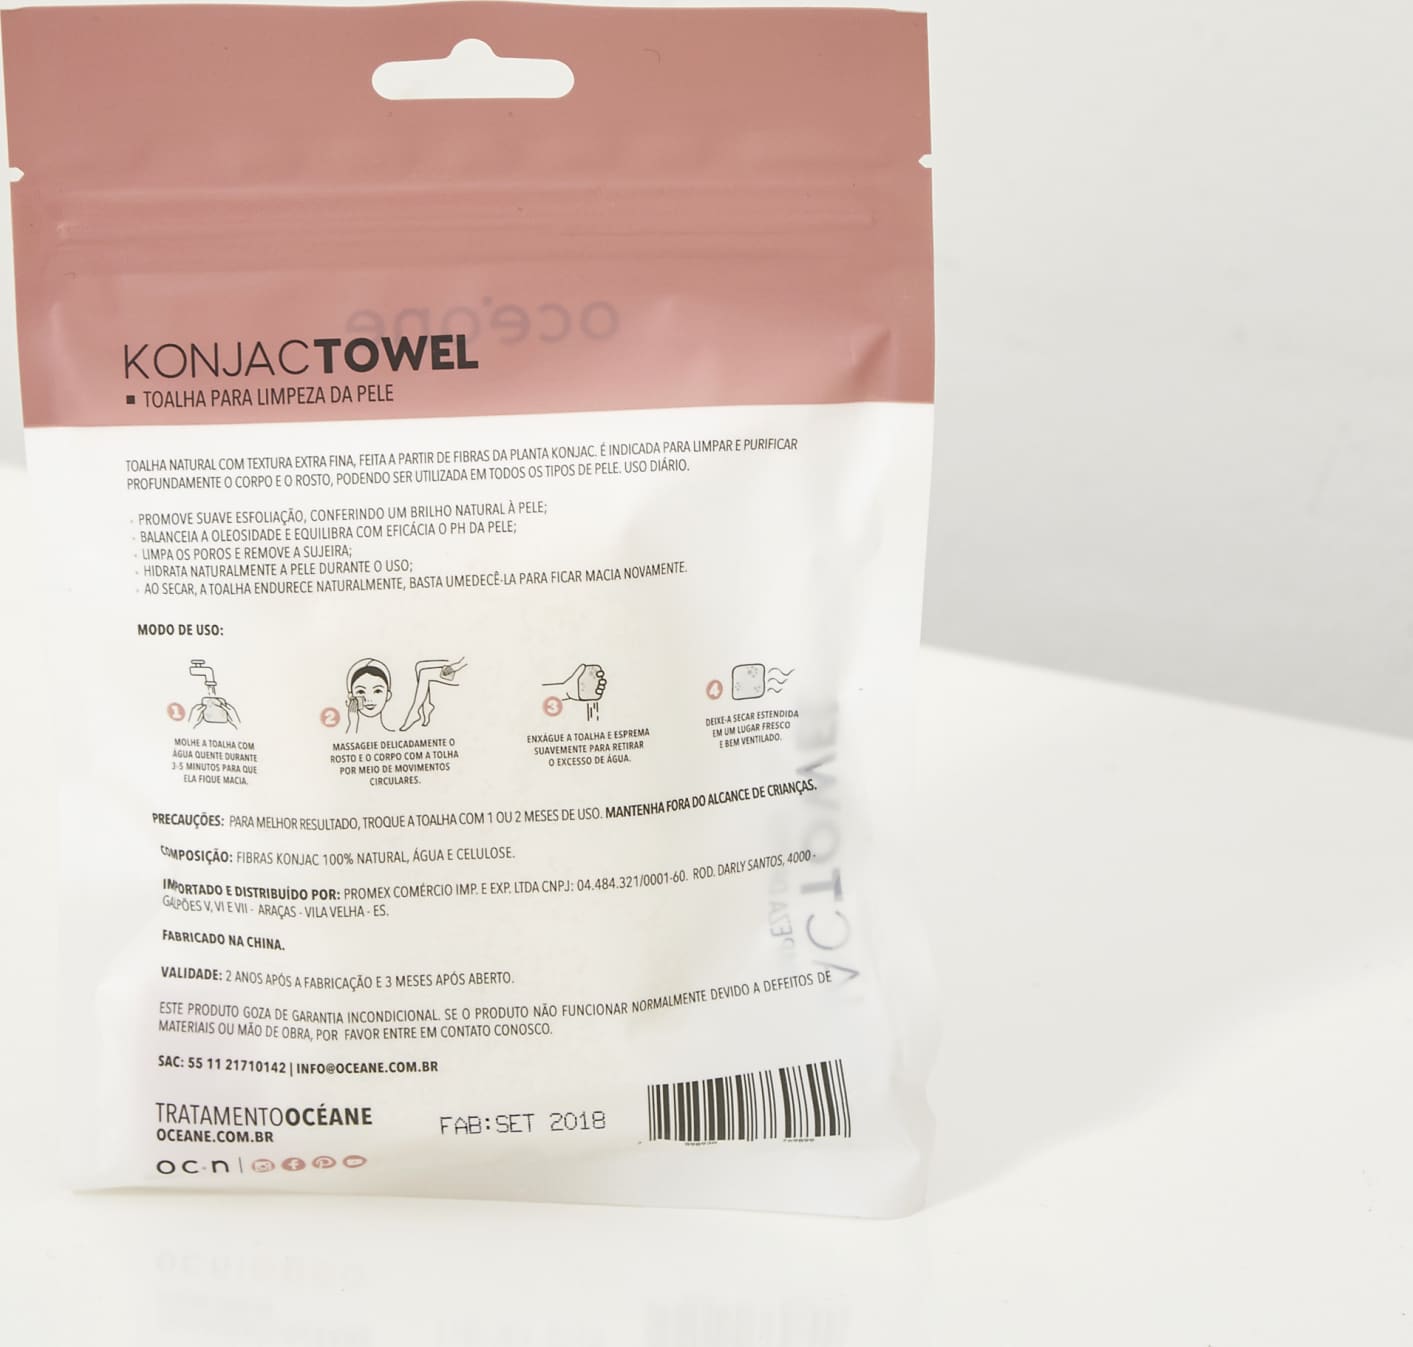 oceane
KONJACTOWEL
▪ TOALHA PARA LIMPEZA DA PELE
TOALHA NATURAL COM TEXTURA EXTRA FINA, FEITA A PARTIR DE FIBRAS DA PLANTA KONJAC. É INDICADA PARA LIMPAR E PURIFICAR
PROFUNDAMENTE O CORPO E O ROSTO, PODENDO SER UTILIZADA EM TODOS OS TIPOS DE PELE. USO DIÁRIO.
· PROMOVE SUAVE ESFOLIAÇÃO, CONFERINDO UM BRILHO NATURAL À PELE;
· BALANCEIA A OLEOSIDADE E EQUILIBRA COM EFICÁCIA O PH DA PELE;
· LIMPA OS POROS E REMOVE A SUJEIRA;
· HIDRATA NATURALMENTE A PELE DURANTE O USO;
· AO SECAR, A TOALHA ENDURECE NATURALMENTE, BASTA UMEDECÊ-LA PARA FICAR MACIA NOVAMENTE.
MODO DE USO:
1
MOLHE A TOALHA COM
ÁGUA QUENTE DURANTE
3-5 MINUTOS PARA QUE
ELA FIQUE MACIA.
2
MASSAGEIE DELICADAMENTE O
ROSTO E O CORPO COM A TOLHA
POR MEIO DE MOVIMENTOS
CIRCULARES.
3
ENXÁGUE A TOALHA E ESPREMA
SUAVEMENTE PARA RETIRAR
O EXCESSO DE ÁGUA.
4
DEIXE-A SECAR ESTENDIDA
EM UM LUGAR FRESCO
E BEM VENTILADO.
PRECAUÇÕES: PARA MELHOR RESULTADO, TROQUE A TOALHA COM 1 OU 2 MESES DE USO. MANTENHA FORA DO ALCANCE DE CRIANÇAS.
COMPOSIÇÃO: FIBRAS KONJAC 100% NATURAL, ÁGUA E CELULOSE.
IMPORTADO E DISTRIBUÍDO POR: PROMEX COMÉRCIO IMP. E EXP. LTDA CNPJ: 04.484.321/0001-60. ROD. DARLY SANTOS, 4000 -
GALPÕES V, VI E VII - ARAÇAS - VILA VELHA - ES.
FABRICADO NA CHINA.
VALIDADE: 2 ANOS APÓS A FABRICAÇÃO E 3 MESES APÓS ABERTO.
ESTE PRODUTO GOZA DE GARANTIA INCONDICIONAL. SE O PRODUTO NÃO FUNCIONAR NORMALMENTE DEVIDO A DEFEITOS DE
MATERIAIS OU MÃO DE OBRA, POR FAVOR ENTRE EM CONTATO CONOSCO.
SAC: 55 11 21710142 | INFO@OCEANE.COM.BR
TRATAMENTOOCÉANE
OCEANE.COM.BR
FAB:SET 2018
oc·n